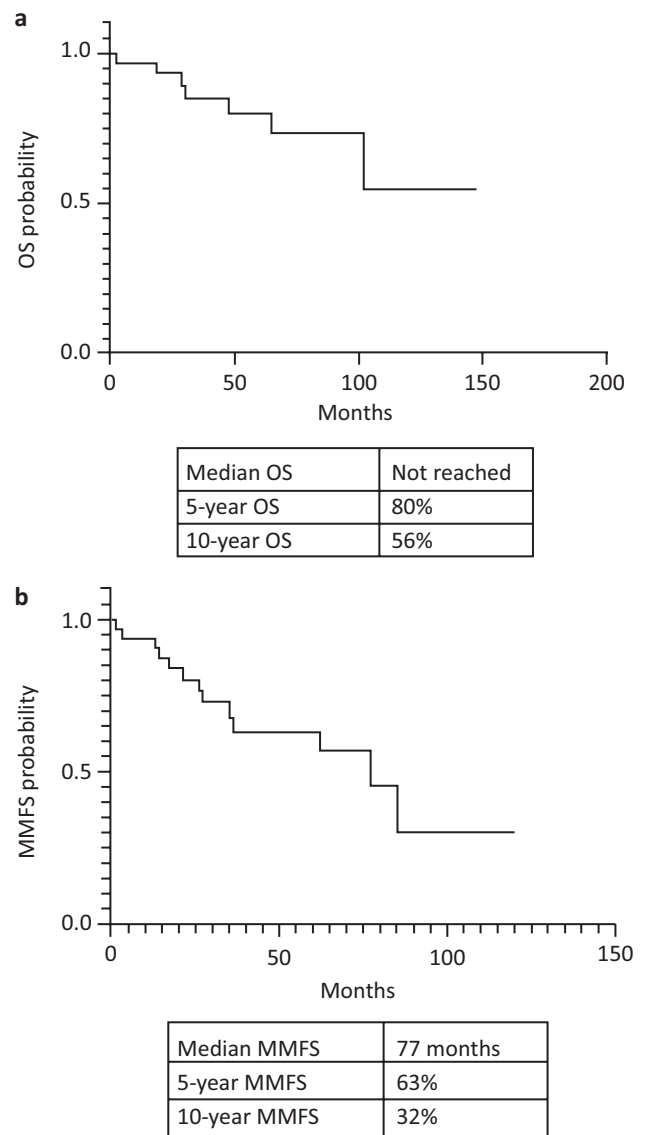 a
1.0
0.5
0.0
OS probability
0 50 100 150 200
Months
Median OS Not reached
5-year OS 80%
10-year OS 56%
b
1.0
0.5
0.0
MMFS probability
0 50 100 150
Months
Median MMFS 77 months
5-year MMFS 63%
10-year MMFS 32%